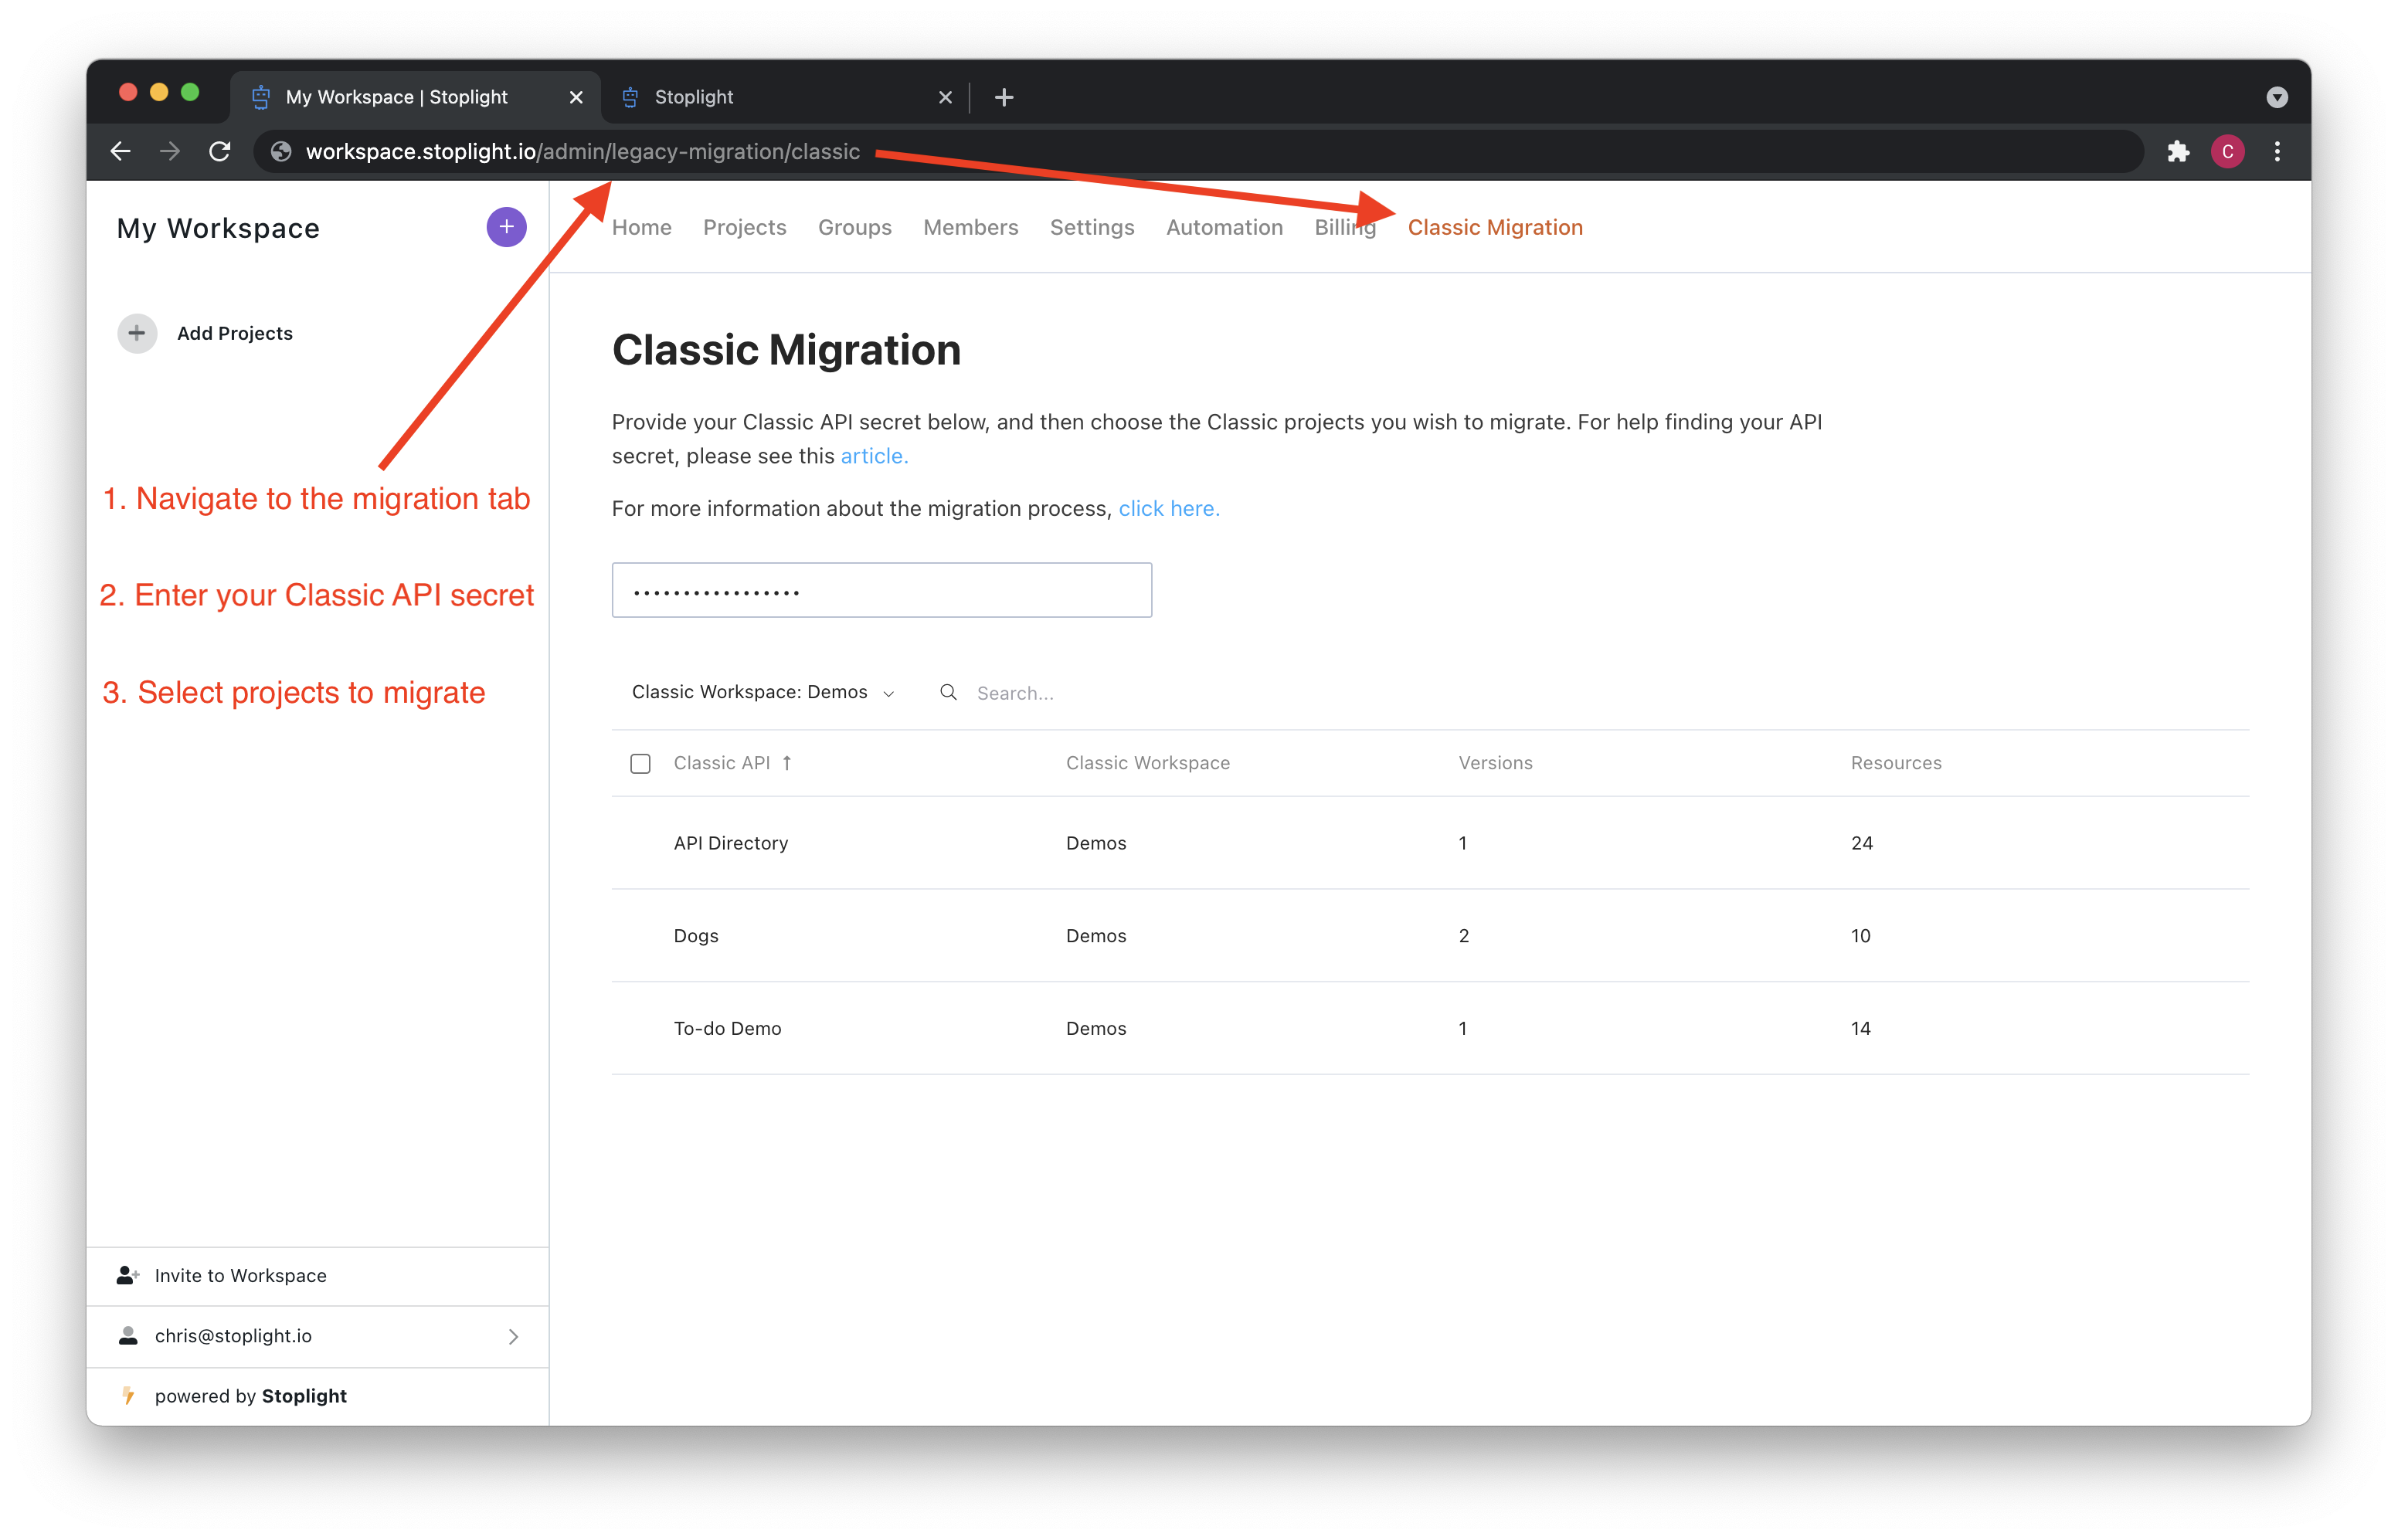 My Workspace | Stoplight
Stoplight
workspace.stoplight.io/admin/legacy-migration/classic
C
My Workspace
Home Projects Groups Members Settings Automation Billing Classic Migration
Add Projects
Classic Migration
Provide your Classic API secret below, and then choose the Classic projects you wish to migrate. For help finding your API
secret, please see this article.
1. Navigate to the migration tab
For more information about the migration process, click here.
2. Enter your Classic API secret
•••••••••••••••••
3. Select projects to migrate
Classic Workspace: Demos
Search...
Classic API ↑ Classic Workspace Versions Resources
API Directory Demos 1 24
Dogs Demos 2 10
To-do Demo Demos 1 14
Invite to Workspace
chris@stoplight.io
powered by Stoplight